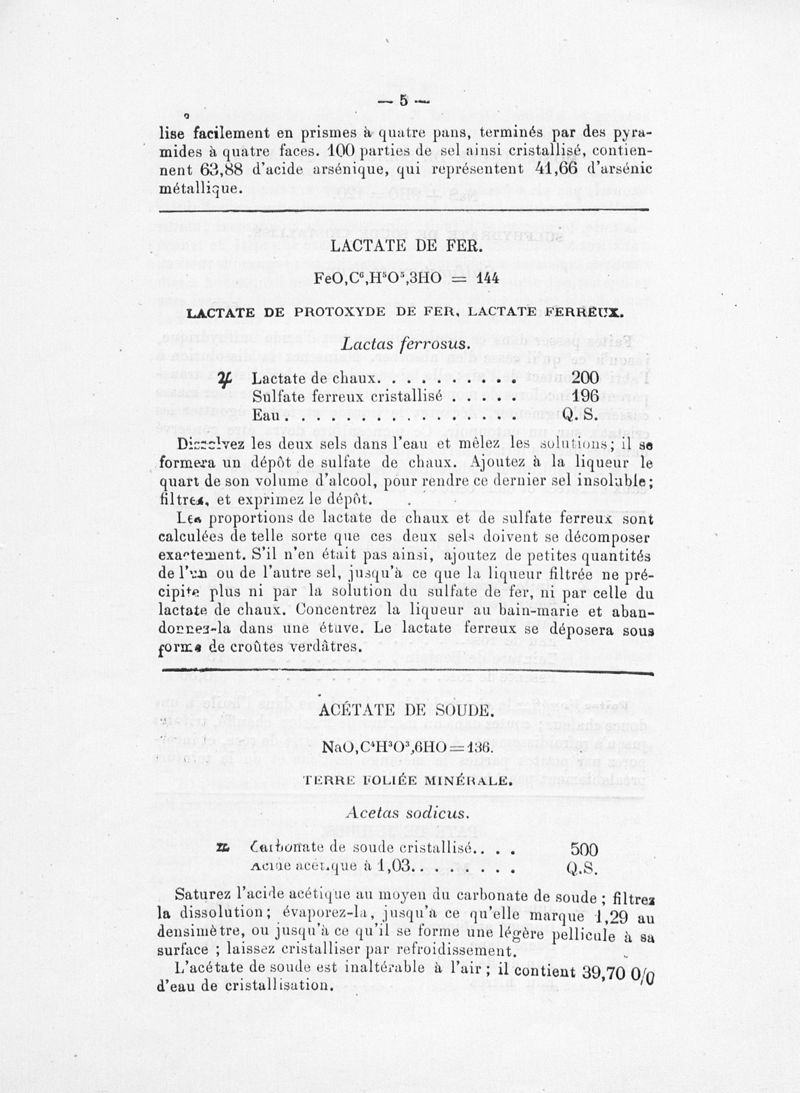 — 5 —
lise facilement en prismes à quatre pans, terminés par des pyra-
mides à quatre faces. 100 parties de sel ainsi cristallisé, contien-
nent 63,88 d'acide arsénique, qui représentent 41,66 d'arsénic
métallique.
LACTATE DE FER.
FeO,C⁶,H⁵O⁵,3HO = 144
LACTATE DE PROTOXYDE DE FER, LACTATE FERREUX.
Lactas ferrosus.
♃ Lactate de chaux. . . . . . . . . . 200
Sulfate ferreux cristallisé . . . . . 196
Eau . . . . . . . . . . . . . . . . Q. S.
Dissolvez les deux sels dans l'eau et mêlez les solutions; il se
formera un dépôt de sulfate de chaux. Ajoutez à la liqueur le
quart de son volume d'alcool, pour rendre ce dernier sel insoluble;
filtrez, et exprimez le dépôt.
Les proportions de lactate de chaux et de sulfate ferreux sont
calculées de telle sorte que ces deux sels doivent se décomposer
exactement. S'il n'en était pas ainsi, ajoutez de petites quantités
de l'un ou de l'autre sel, jusqu'à ce que la liqueur filtrée ne pré-
cipite plus ni par la solution du sulfate de fer, ni par celle du
lactate de chaux. Concentrez la liqueur au bain-marie et aban-
donnez-la dans une étuve. Le lactate ferreux se déposera sous
forme de croûtes verdâtres.
ACÉTATE DE SOUDE.
NaO,C⁴H³O³,6HO=136.
TERRE FOLIÉE MINÉRALE.
Acetas sodicus.
♃ Carbonate de soude cristallisé.. . . 500
Acide acétique à 1,03.. . . . . . . Q.S.
Saturez l'acide acétique au moyen du carbonate de soude; filtrez
la dissolution; évaporez-la, jusqu'à ce qu'elle marque 1,29 au
densimètre, ou jusqu'à ce qu'il se forme une légère pellicule à sa
surface ; laissez cristalliser par refroidissement.
L'acétate de soude est inaltérable à l'air ; il contient 39,70 0/0
d'eau de cristallisation.